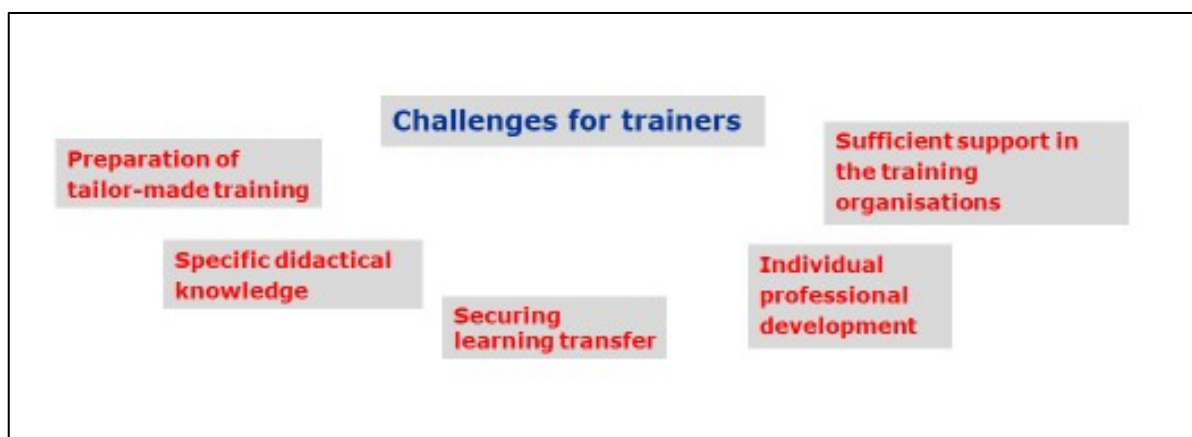 Challenges for trainers
Preparation of
tailor-made training
Sufficient support in
the training
organisations
Specific didactical
knowledge
Individual
professional
development
Securing
learning transfer